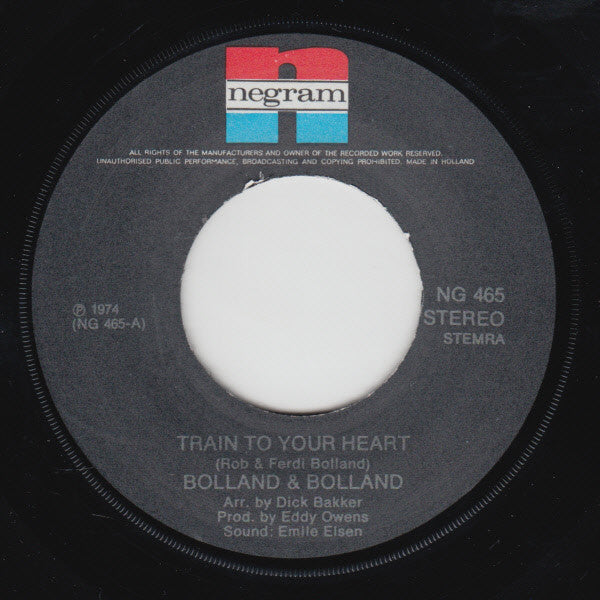 negram
ALL RIGHTS OF THE MANUFACTURERS AND OWNER OF THE RECORDED WORK RESERVED.
UNAUTHORISED PUBLIC PERFORMANCE, BROADCASTING AND COPYING PROHIBITED. MADE IN HOLLAND
℗ 1974
(NG 465-A)
NG 465
STEREO
STEMRA
TRAIN TO YOUR HEART
(Rob & Ferdi Bolland)
BOLLAND & BOLLAND
Arr. by Dick Bakker
Prod. by Eddy Owens
Sound: Emile Elsen